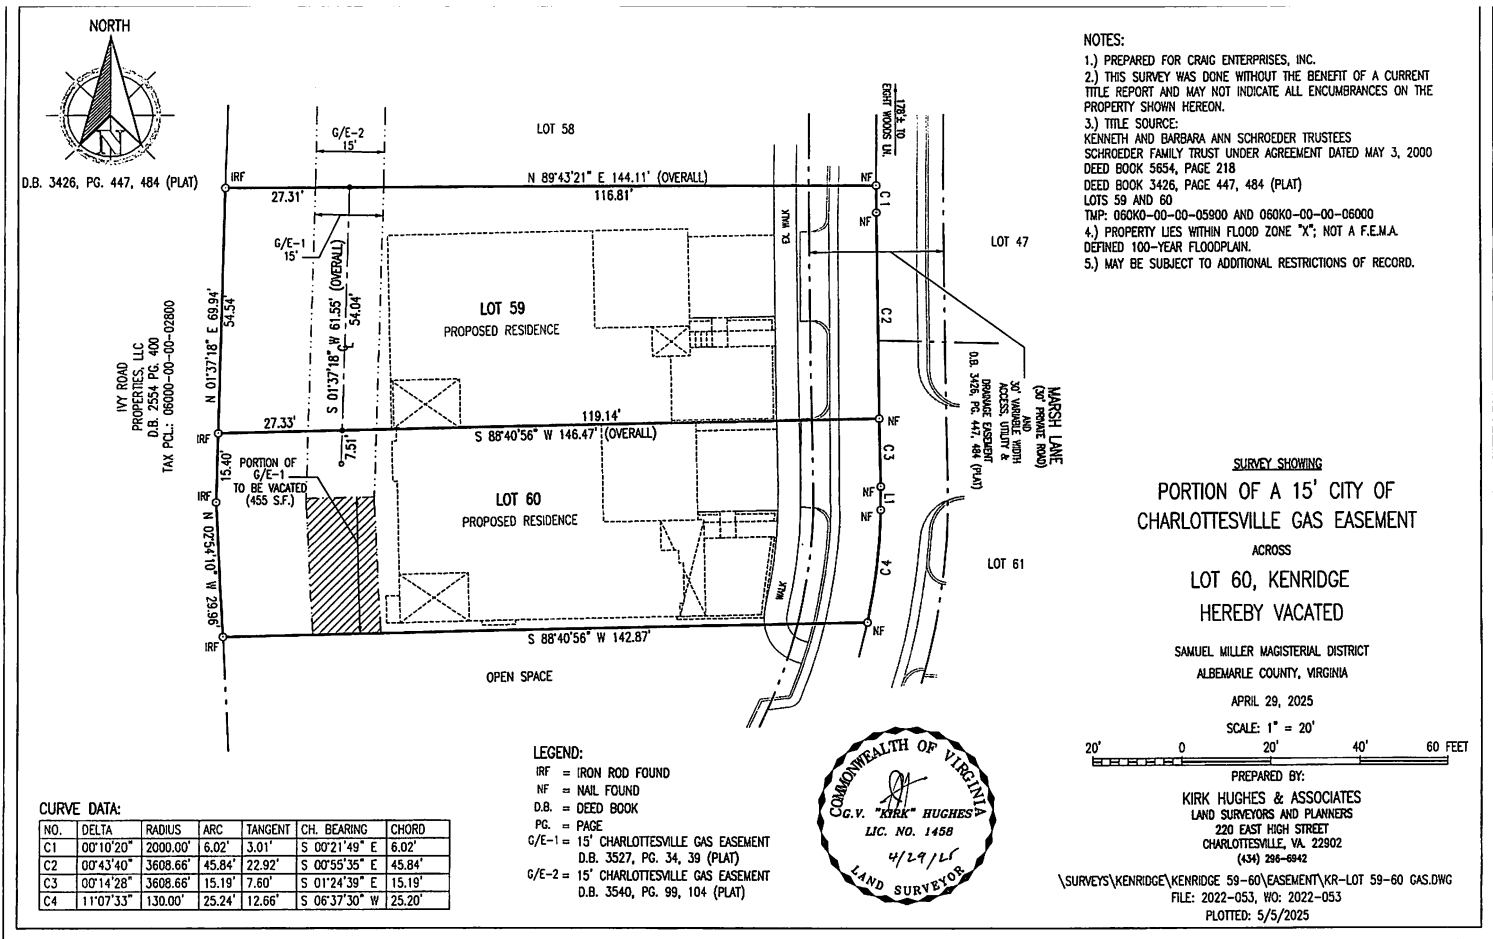 NORTH
N
D.B. 3426, PG. 447, 484 (PLAT)
NOTES:
1.) PREPARED FOR CRAIG ENTERPRISES, INC.
2.) THIS SURVEY WAS DONE WITHOUT THE BENEFIT OF A CURRENT
TITLE REPORT AND MAY NOT INDICATE ALL ENCUMBRANCES ON THE
PROPERTY SHOWN HEREON.
3.) TITLE SOURCE:
KENNETH AND BARBARA ANN SCHROEDER TRUSTEES
SCHROEDER FAMILY TRUST UNDER AGREEMENT DATED MAY 3, 2000
DEED BOOK 5654, PAGE 218
DEED BOOK 3426, PAGE 447, 484 (PLAT)
LOTS 59 AND 60
TMP: 060K0-00-00-05900 AND 060K0-00-00-06000
4.) PROPERTY LIES WITHIN FLOOD ZONE "X"; NOT A F.E.M.A.
DEFINED 100-YEAR FLOODPLAIN.
5.) MAY BE SUBJECT TO ADDITIONAL RESTRICTIONS OF RECORD.
G/E-2
15'
LOT 58
178'± TO
EIGHT WOODS LN.
IRF
N 89°43'21" E 144.11' (OVERALL)
27.31'
116.81'
NF
C1
NF
EX. WALK
G/E-1
15'
LOT 47
S 01°37'18" W 61.55' (OVERALL)
54.04'
CL
N 01°37'18" E 69.94'
54.54'
IVY ROAD
PROPERTIES, LLC
D.B. 2554 PG. 400
TAX PCL.: 06000-00-00-02800
LOT 59
PROPOSED RESIDENCE
C2
MARSH LANE
(30' PRIVATE ROAD)
AND
30' VARIABLE WIDTH
ACCESS, UTILITY &
DRAINAGE EASEMENT
D.B. 3426, PG. 447, 484 (PLAT)
27.33'
119.14'
S 88°40'56" W 146.47' (OVERALL)
IRF
NF
7.51'
15.40'
C3
PORTION OF
G/E-1
TO BE VACATED
(455 S.F.)
IRF
NF
L1
NF
LOT 60
PROPOSED RESIDENCE
N 02°54'10" W 29.96'
C4
LOT 61
WALK
IRF
S 88°40'56" W 142.87'
NF
OPEN SPACE
SURVEY SHOWING
PORTION OF A 15' CITY OF
CHARLOTTESVILLE GAS EASEMENT
ACROSS
LOT 60, KENRIDGE
HEREBY VACATED
SAMUEL MILLER MAGISTERIAL DISTRICT
ALBEMARLE COUNTY, VIRGINIA
APRIL 29, 2025
SCALE: 1" = 20'
20' 0 20' 40' 60 FEET
PREPARED BY:
KIRK HUGHES & ASSOCIATES
LAND SURVEYORS AND PLANNERS
220 EAST HIGH STREET
CHARLOTTESVILLE, VA. 22902
(434) 296-6942
\SURVEYS\KENRIDGE\KENRIDGE 59-60\EASEMENT\KR-LOT 59-60 GAS.DWG
FILE: 2022-053, WO: 2022-053
PLOTTED: 5/5/2025
LEGEND:
IRF = IRON ROD FOUND
NF = NAIL FOUND
D.B. = DEED BOOK
PG. = PAGE
G/E-1 = 15' CHARLOTTESVILLE GAS EASEMENT
D.B. 3527, PG. 34, 39 (PLAT)
G/E-2 = 15' CHARLOTTESVILLE GAS EASEMENT
D.B. 3540, PG. 99, 104 (PLAT)
COMMONWEALTH OF VIRGINIA
G.V. "KIRK" HUGHES
LIC. NO. 1458
4/29/25
LAND SURVEYOR
CURVE DATA:
NO. DELTA RADIUS ARC TANGENT CH. BEARING CHORD
C1 00°10'20" 2000.00' 6.02' 3.01' S 00°21'49" E 6.02'
C2 00°43'40" 3608.66' 45.84' 22.92' S 00°55'35" E 45.84'
C3 00°14'28" 3608.66' 15.19' 7.60' S 01°24'39" E 15.19'
C4 11°07'33" 130.00' 25.24' 12.66' S 06°37'30" W 25.20'